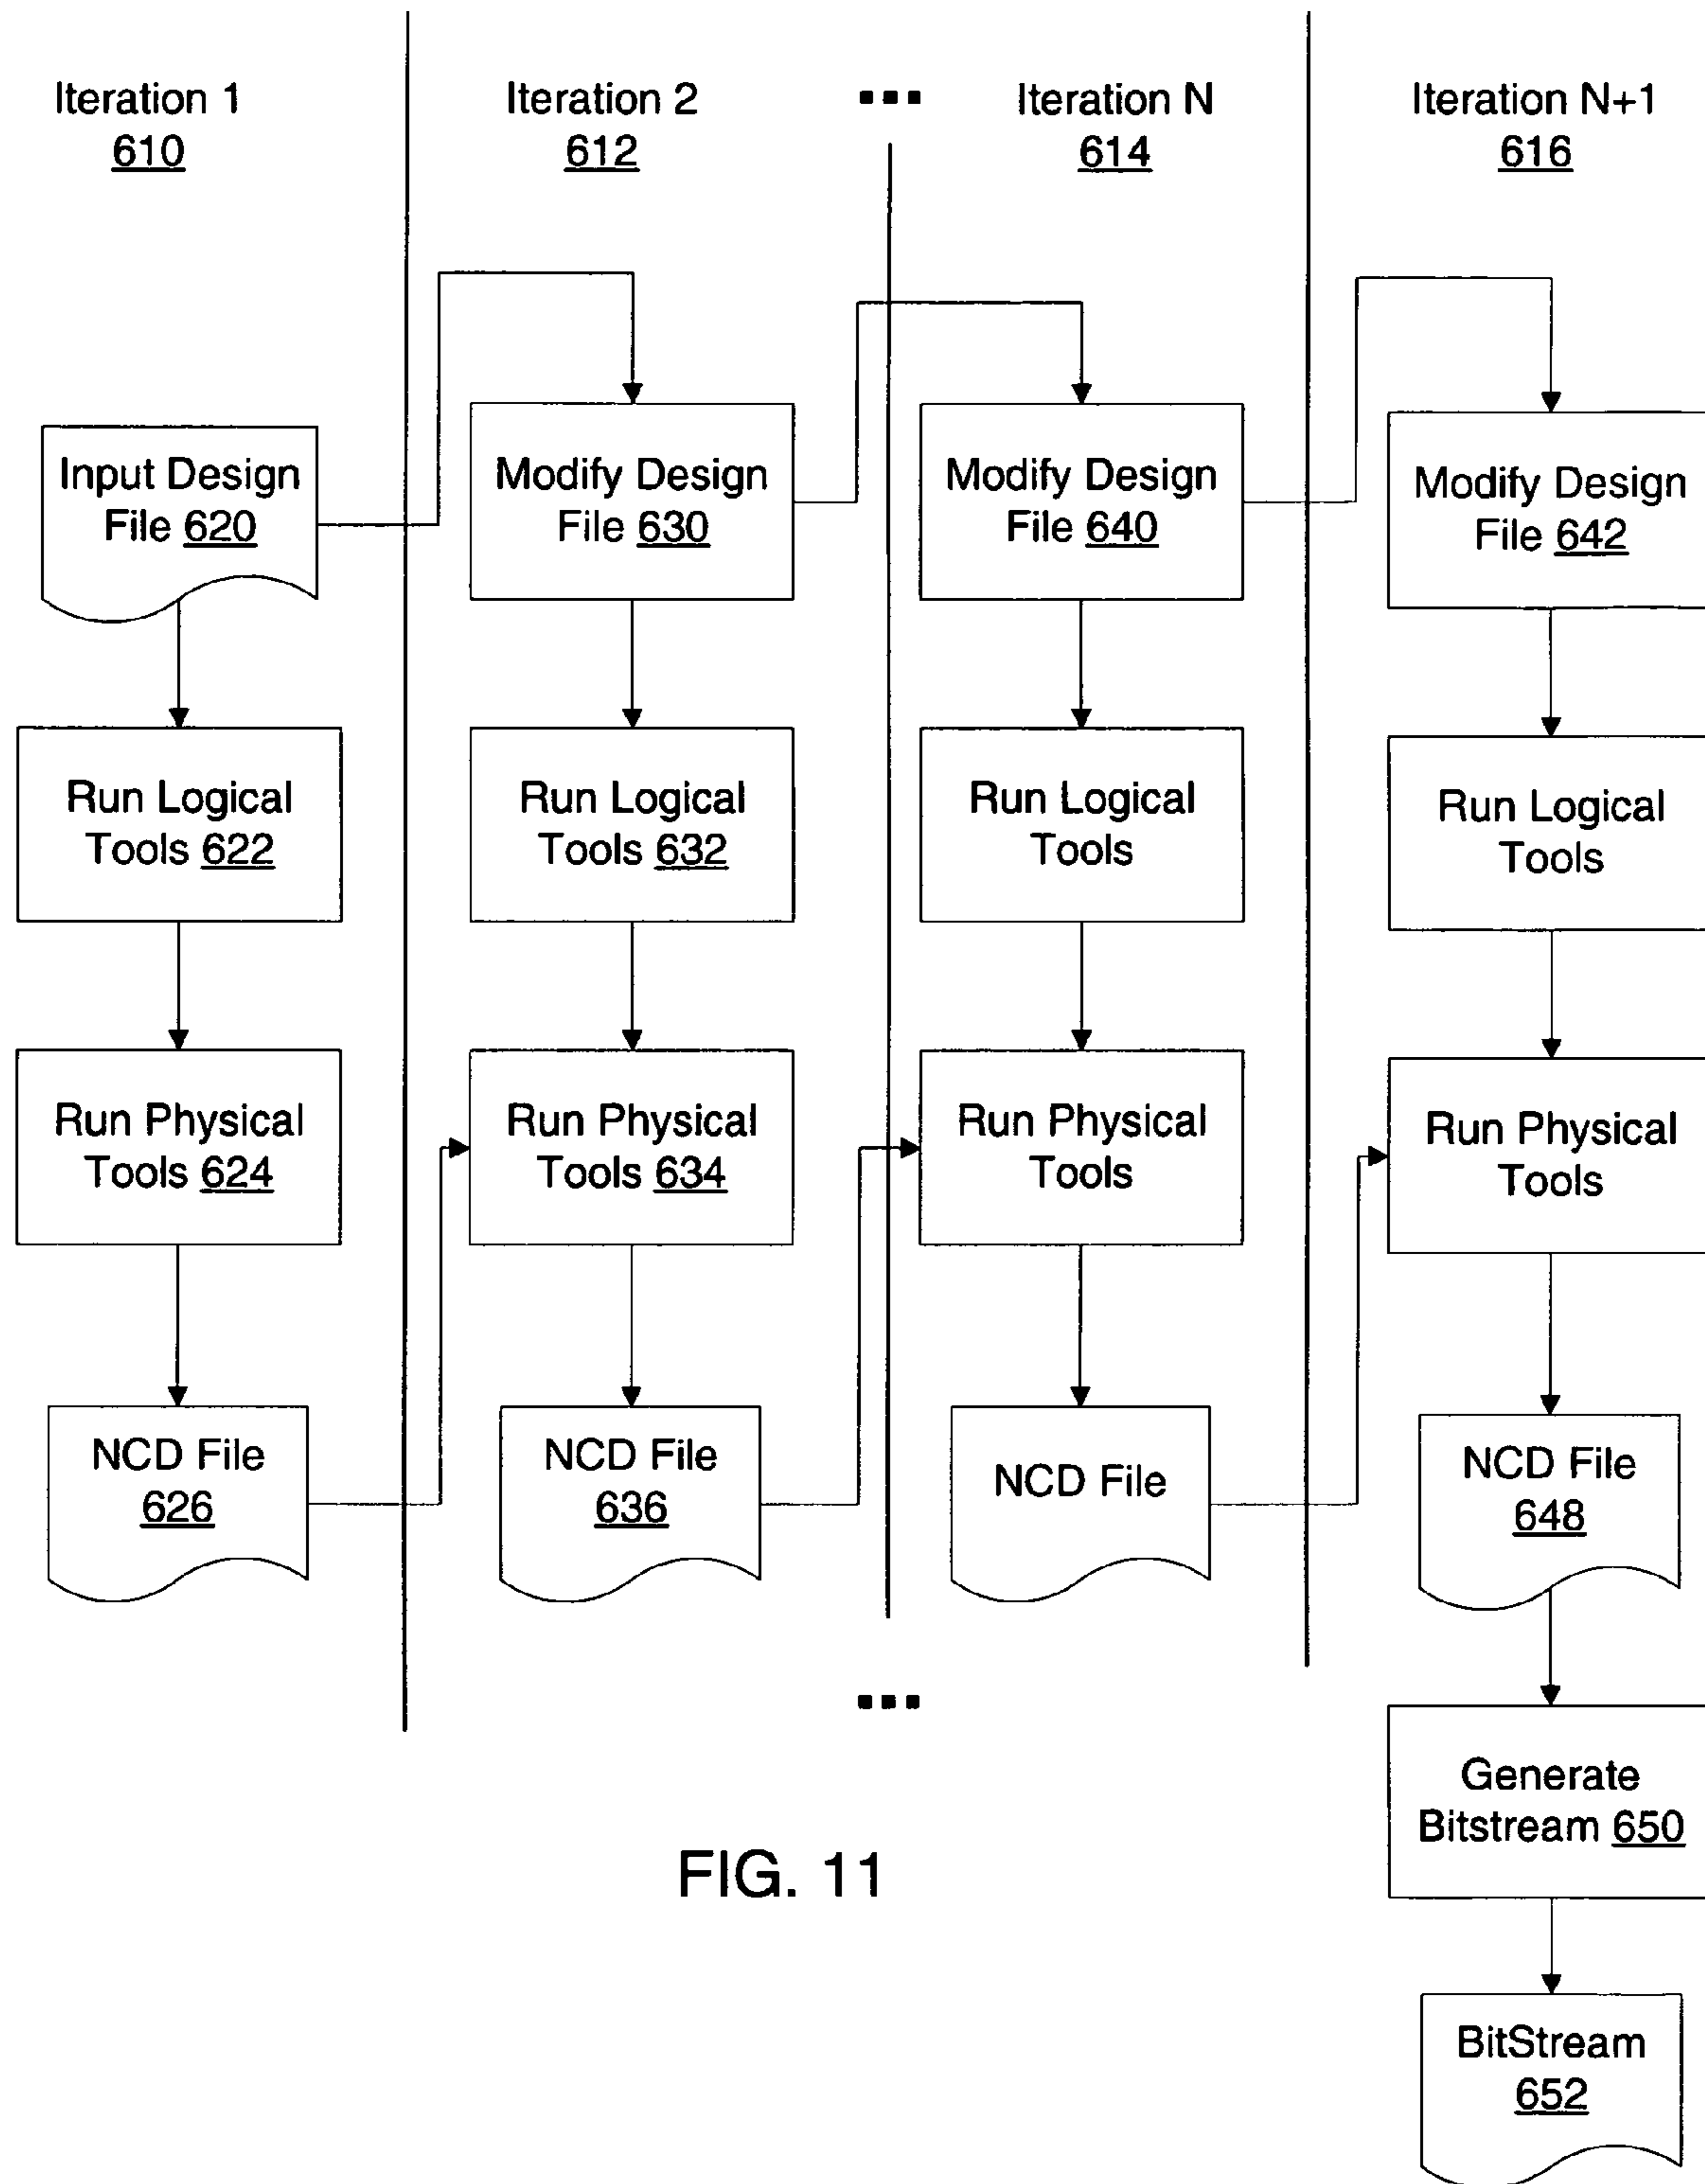 Iteration 1
610
Iteration 2
612
...
Iteration N
614
Iteration N+1
616
Input Design
File 620
Modify Design
File 630
Modify Design
File 640
Modify Design
File 642
Run Logical
Tools 622
Run Logical
Tools 632
Run Logical
Tools
Run Logical
Tools
Run Physical
Tools 624
Run Physical
Tools 634
Run Physical
Tools
Run Physical
Tools
NCD File
626
NCD File
636
NCD File
NCD File
648
...
Generate
Bitstream 650
FIG. 11
BitStream
652